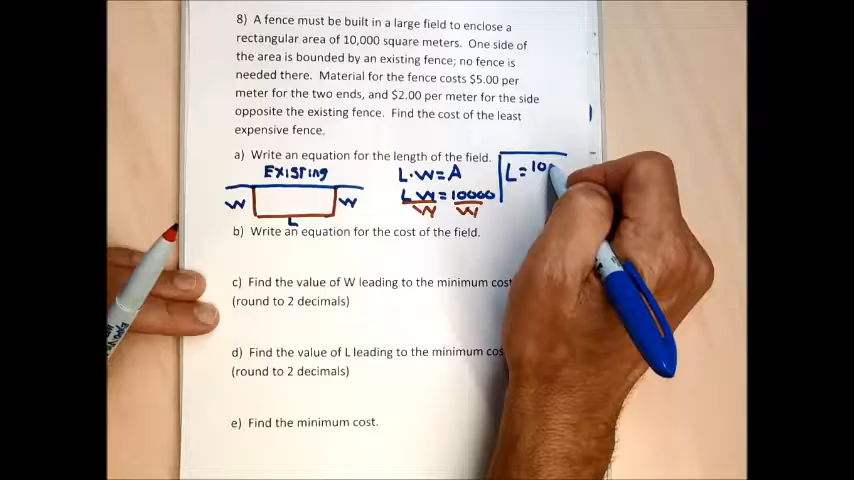 8) A fence must be built in a large field to enclose a
rectangular area of 10,000 square meters. One side of
the area is bounded by an existing fence; no fence is
needed there. Material for the fence costs $5.00 per
meter for the two ends, and $2.00 per meter for the side
opposite the existing fence. Find the cost of the least
expensive fence.
a) Write an equation for the length of the field.
EXISTING
W W
L
L·W=A
L W = 10000
W W
L = 10
b) Write an equation for the cost of the field.
c) Find the value of W leading to the minimum cost
(round to 2 decimals)
d) Find the value of L leading to the minimum cos
(round to 2 decimals)
e) Find the minimum cost.